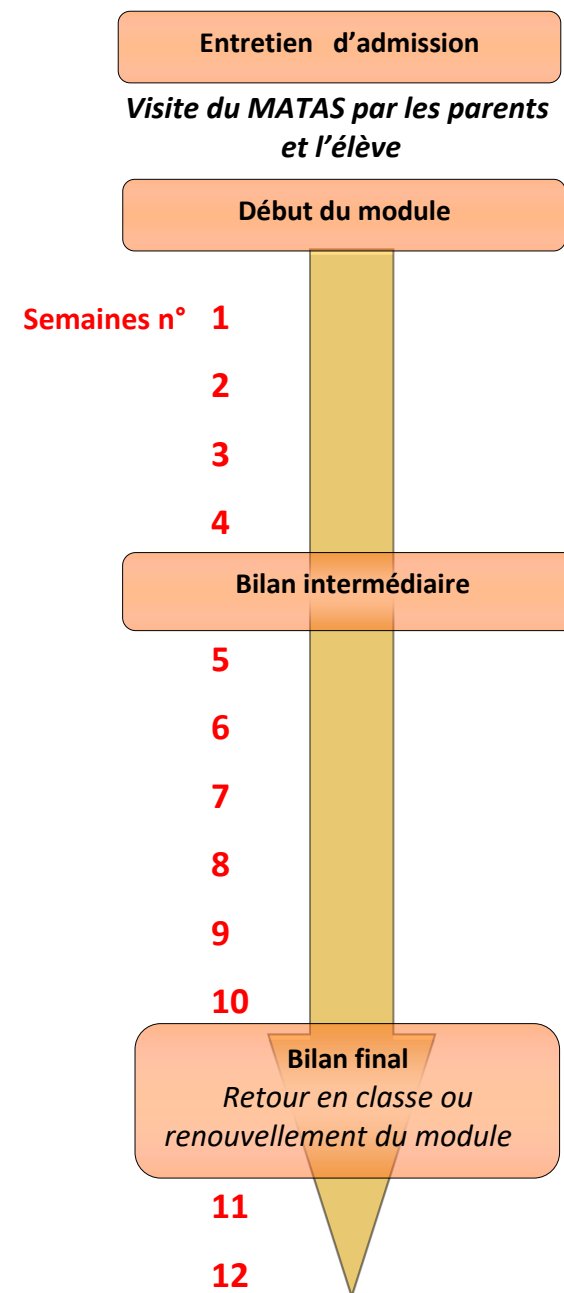 Entretien d’admission
Visite du MATAS par les parents
et l’élève
Début du module
Semaines n° 1
2
3
4
Bilan intermédiaire
5
6
7
8
9
10
Bilan final
Retour en classe ou
renouvellement du module
11
12